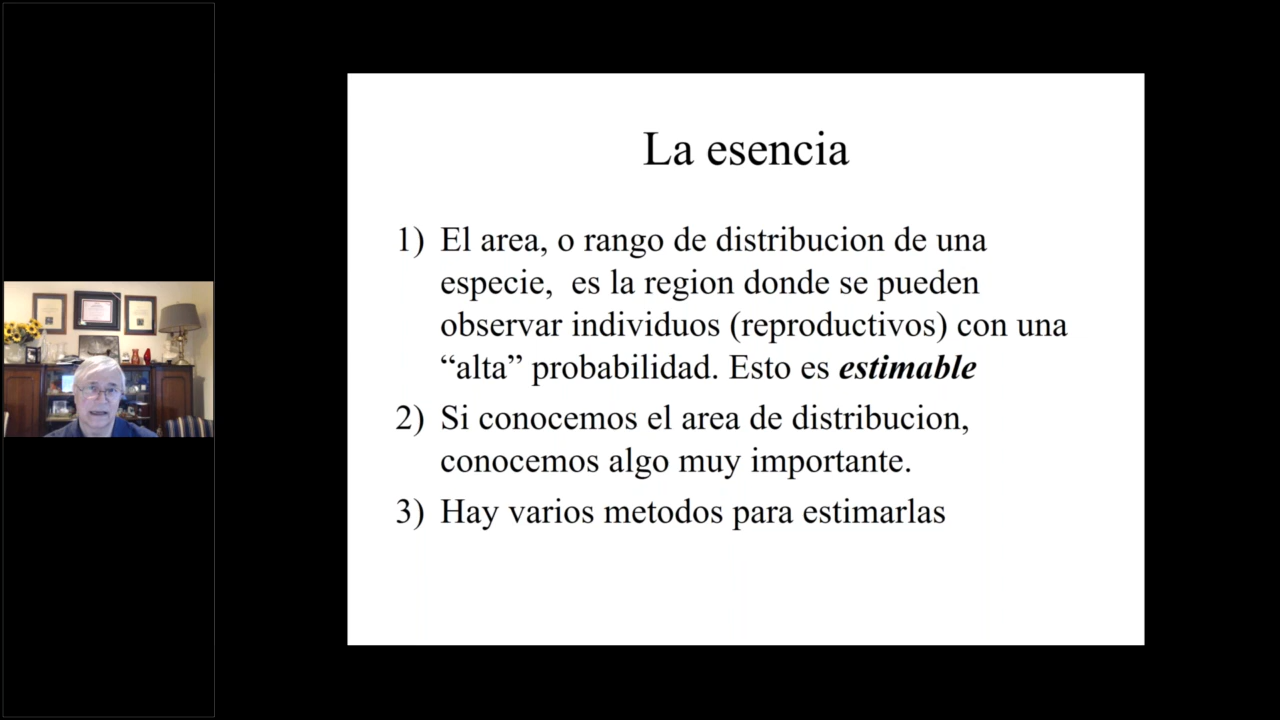 La esencia
1) El area, o rango de distribucion de una
especie, es la region donde se pueden
observar individuos (reproductivos) con una
“alta” probabilidad. Esto es estimable
2) Si conocemos el area de distribucion,
conocemos algo muy importante.
3) Hay varios metodos para estimarlas